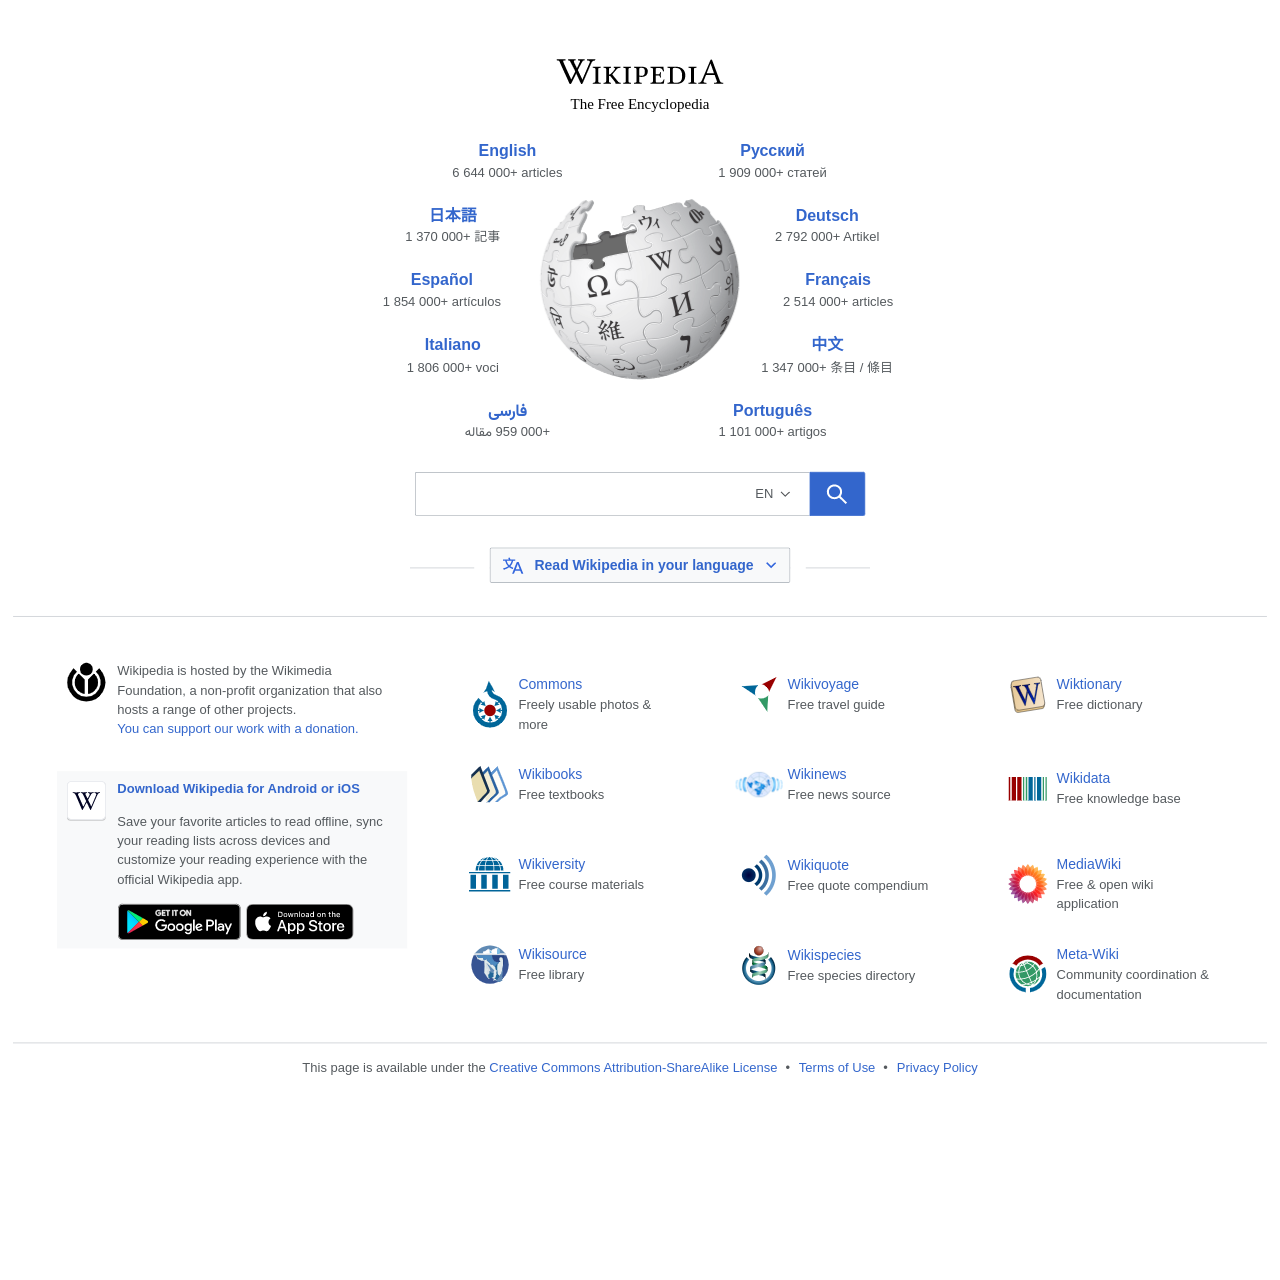 WIKIPEDIA
The Free Encyclopedia
English
6 644 000+ articles
Русский
1 909 000+ статей
日本語
1 370 000+ 記事
Deutsch
2 792 000+ Artikel
Español
1 854 000+ artículos
Français
2 514 000+ articles
Italiano
1 806 000+ voci
中文
1 347 000+ 条目 / 條目
فارسی
959 000+ مقاله
Português
1 101 000+ artigos
Ω
W
И
維
ウィ
EN
Read Wikipedia in your language
Wikipedia is hosted by the Wikimedia
Foundation, a non-profit organization that also
hosts a range of other projects.
You can support our work with a donation.
W
Download Wikipedia for Android or iOS
Save your favorite articles to read offline, sync
your reading lists across devices and
customize your reading experience with the
official Wikipedia app.
GET IT ON
Google Play
Download on the
App Store
Commons
Freely usable photos &
more
Wikivoyage
Free travel guide
W
Wiktionary
Free dictionary
Wikibooks
Free textbooks
Wikinews
Free news source
Wikidata
Free knowledge base
Wikiversity
Free course materials
Wikiquote
Free quote compendium
MediaWiki
Free & open wiki
application
Wikisource
Free library
Wikispecies
Free species directory
Meta-Wiki
Community coordination &
documentation
This page is available under the Creative Commons Attribution-ShareAlike License • Terms of Use • Privacy Policy